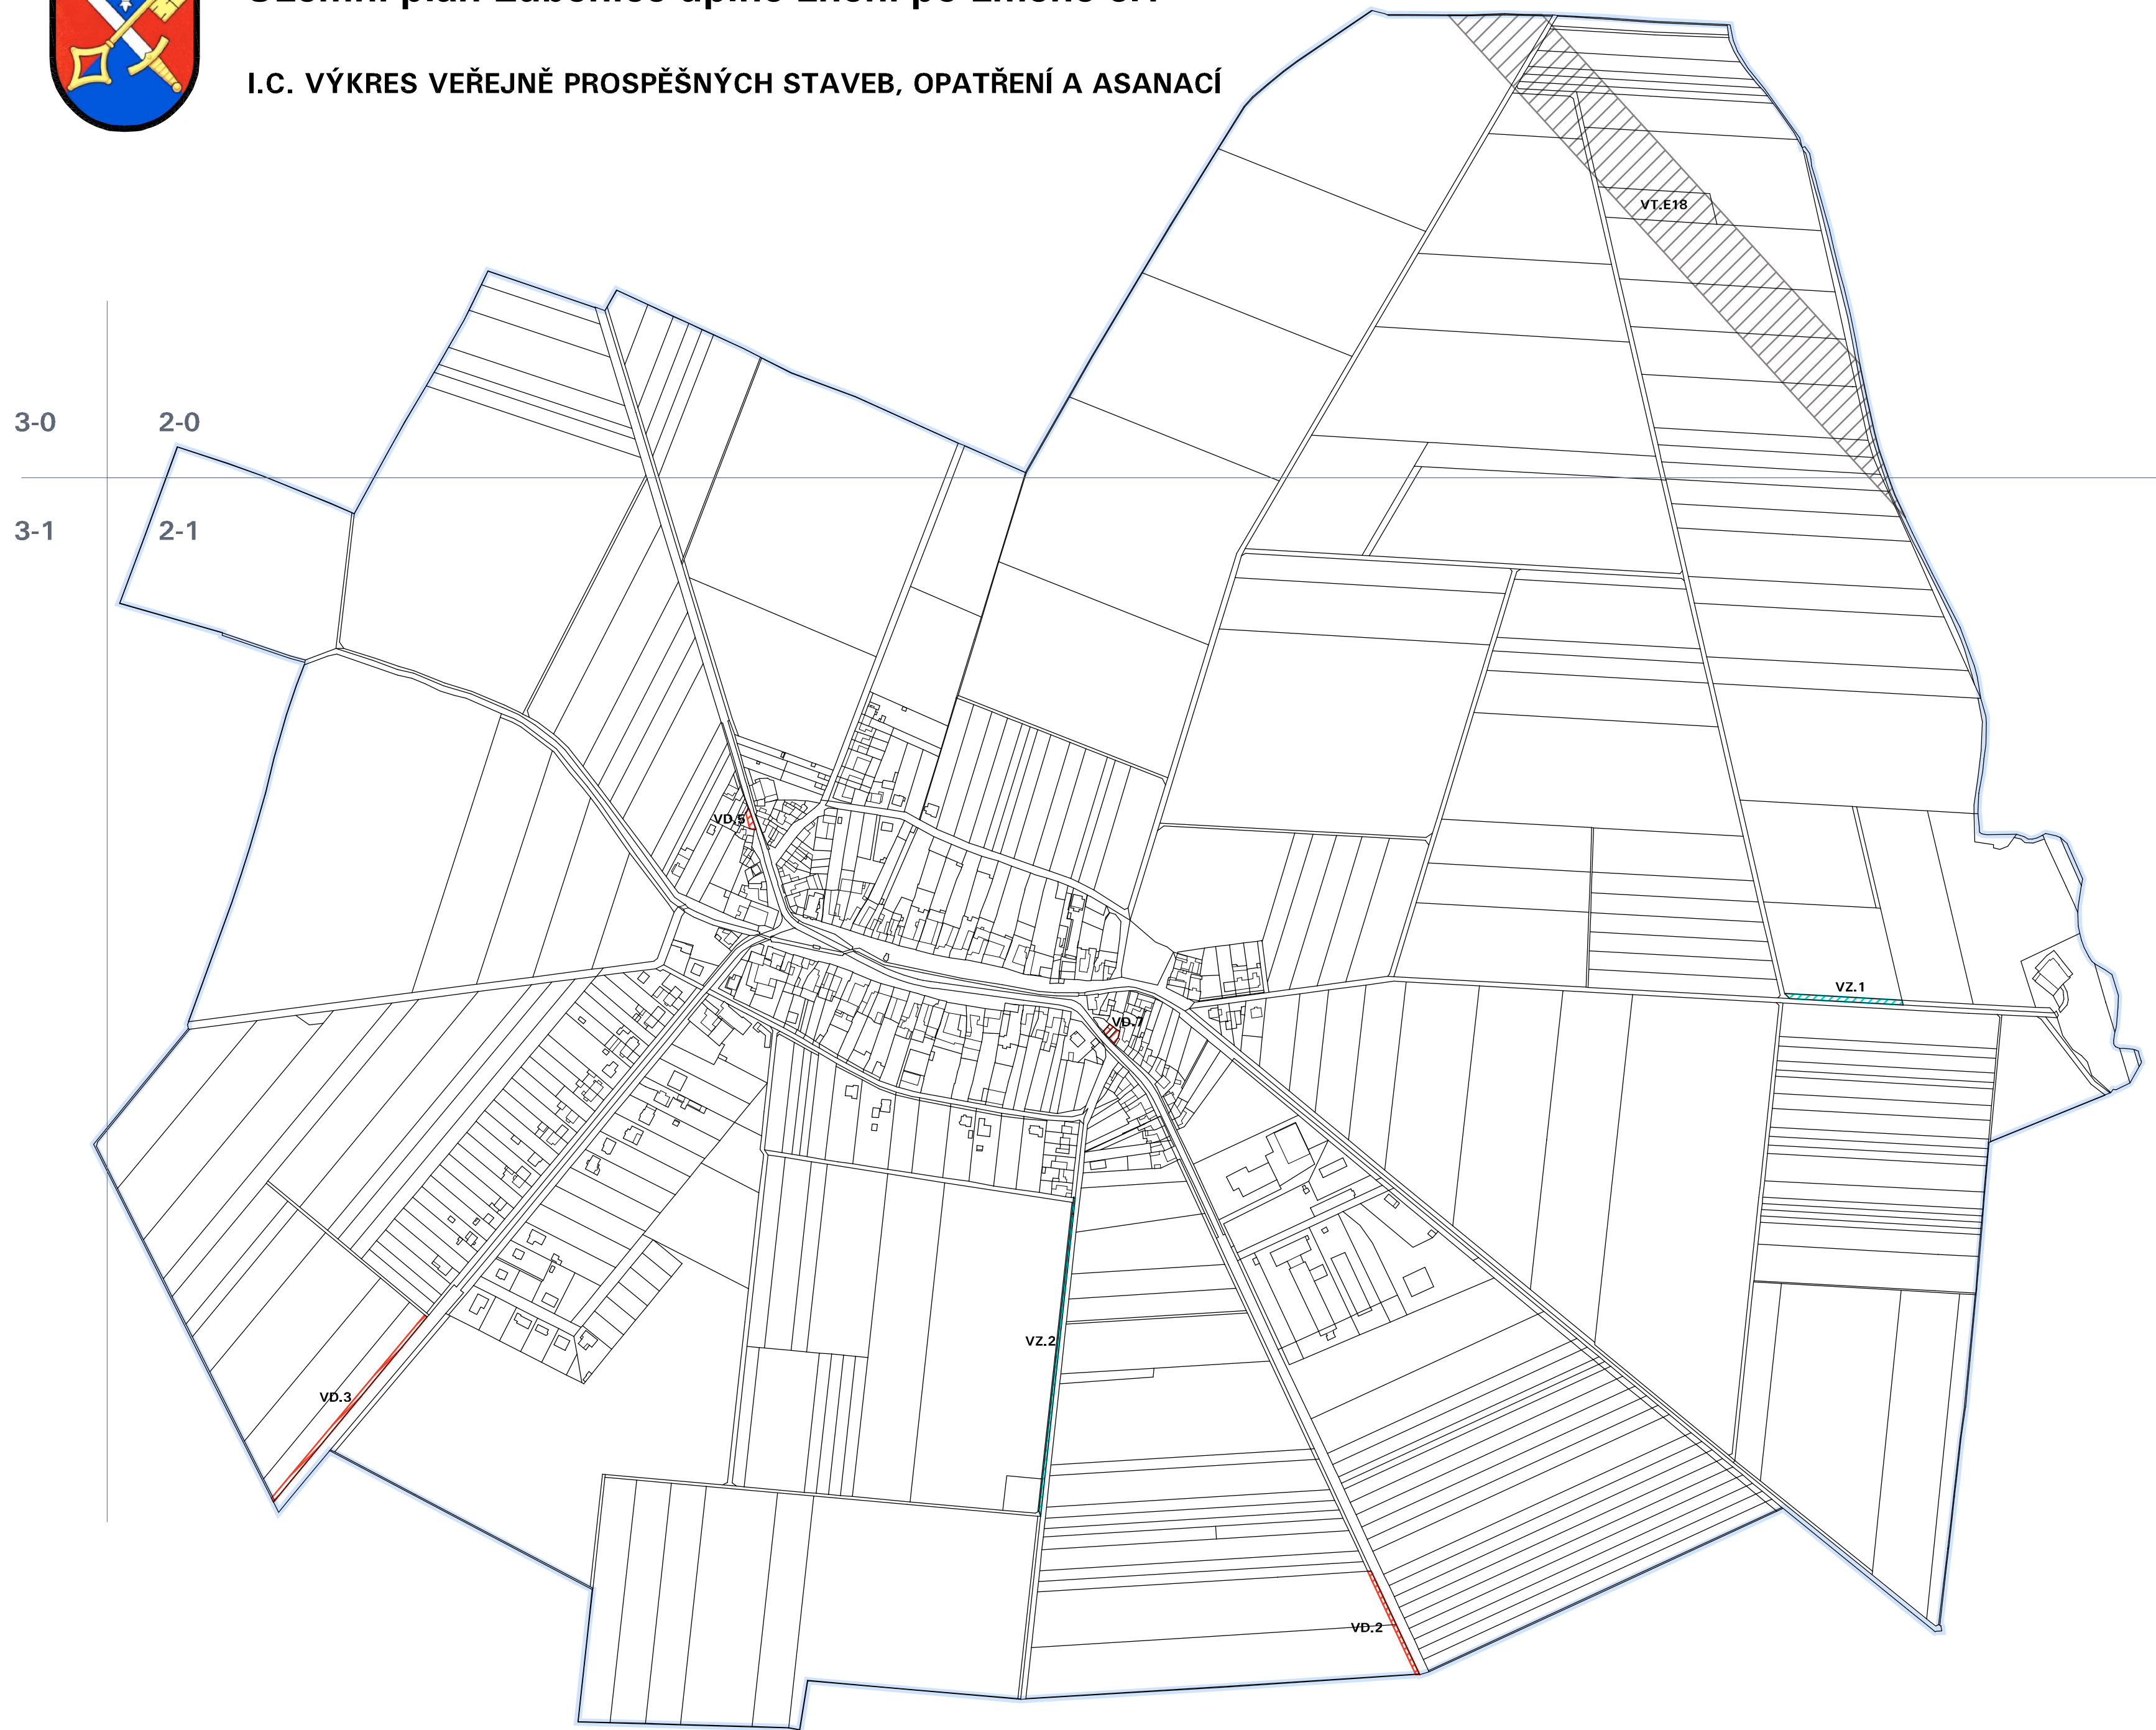 I.C. VÝKRES VEŘEJNĚ PROSPĚŠNÝCH STAVEB, OPATŘENÍ A ASANACÍ
VT.E18
3-0 2-0
3-1 2-1
VD.5
VZ.1
VD.7
VZ.2
VD.3
VD.2